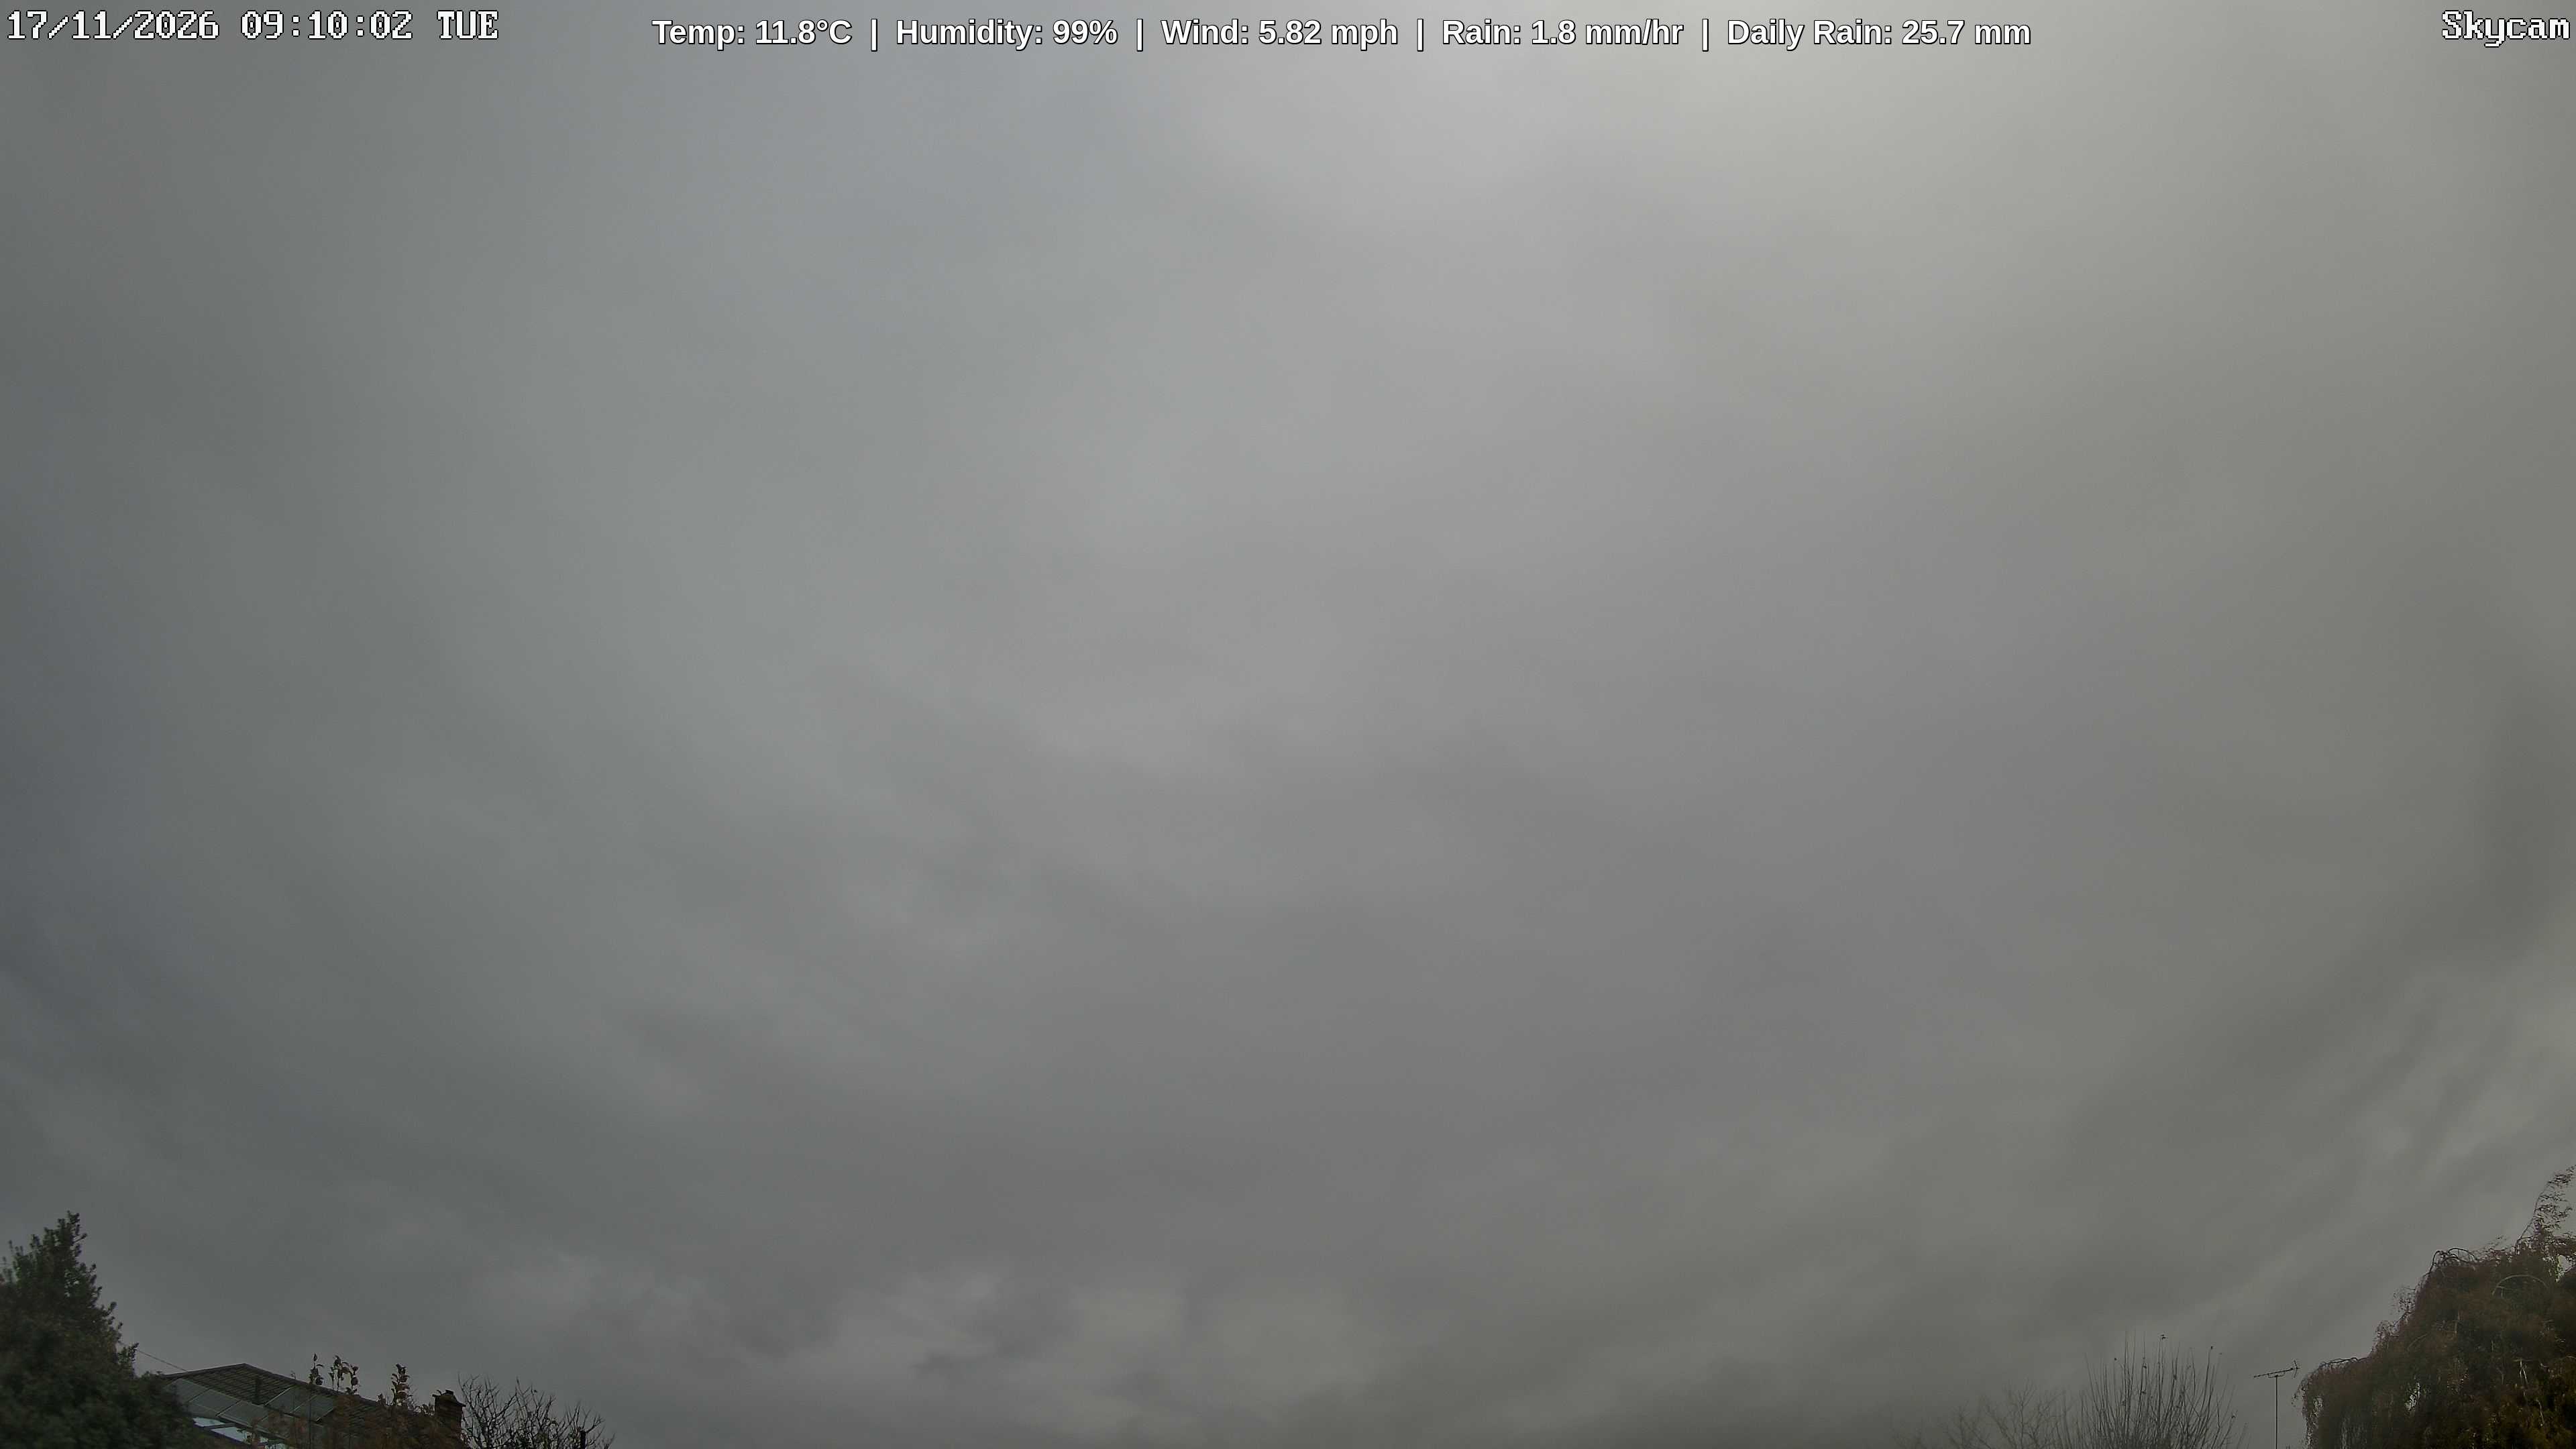 17/11/2026 09:10:02 TUE
Temp: 11.8°C | Humidity: 99% | Wind: 5.82 mph | Rain: 1.8 mm/hr | Daily Rain: 25.7 mm
Skycam